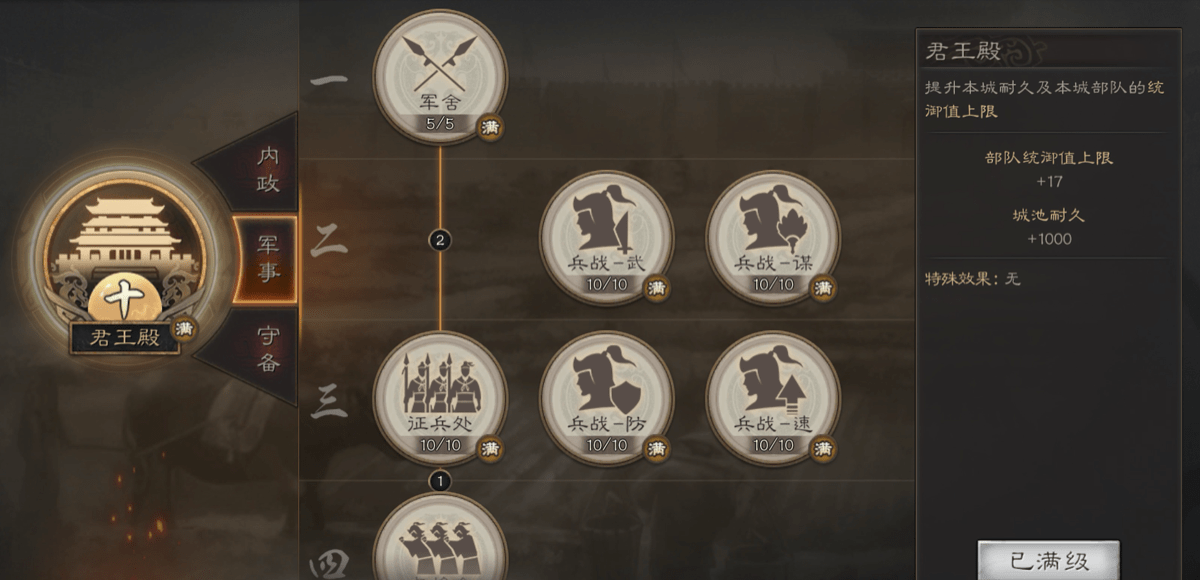 十
君王殿
满
内政
军事
守备
一
军舍
5/5
满
2
二
兵战-武
10/10
满
兵战-谋
10/10
满
三
征兵处
10/10
满
兵战-防
10/10
满
兵战-速
10/10
满
1
四
君王殿
提升本城耐久及本城部队的统
御值上限
部队统御值上限
+17
城池耐久
+1000
特殊效果:无
已满级